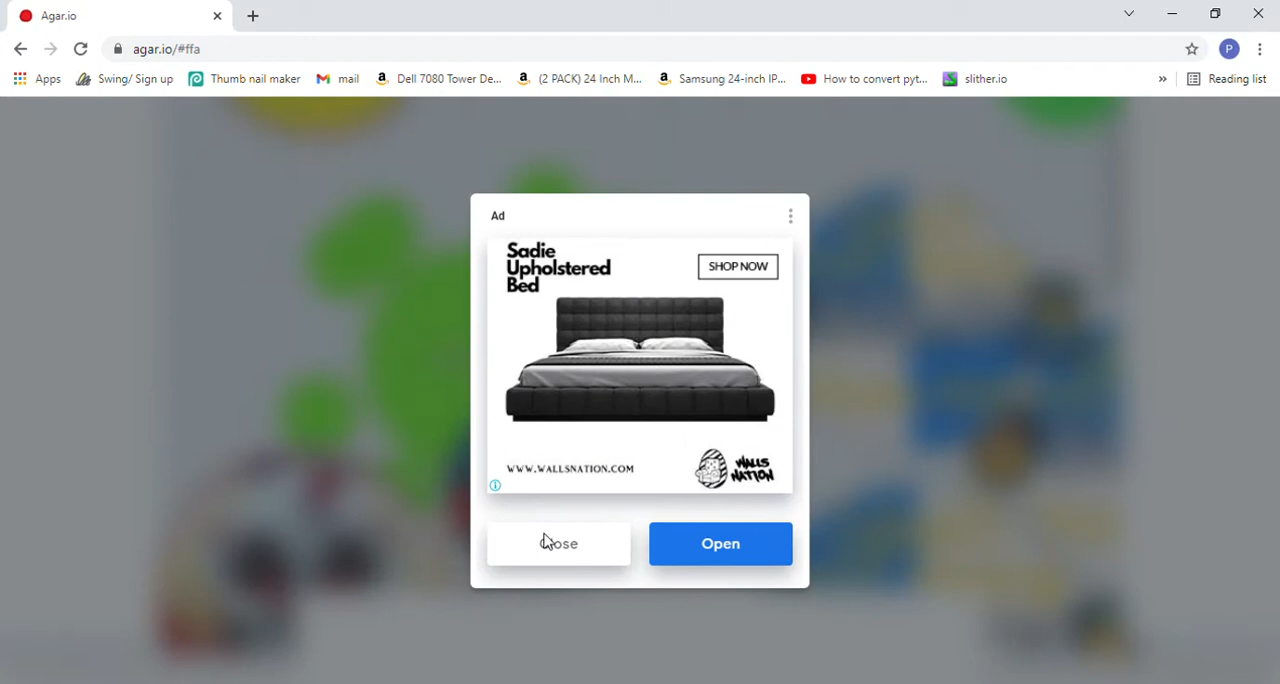 Agar.io
agar.io/#ffa
P
Apps Swing/ Sign up Thumb nail maker mail Dell 7080 Tower De... (2 PACK) 24 Inch M... Samsung 24-inch IP... How to convert pyt... slither.io » Reading list
Ad
Sadie
Upholstered
Bed
SHOP NOW
WWW.WALLSNATION.COM
WALLS
NATION
Close
Open